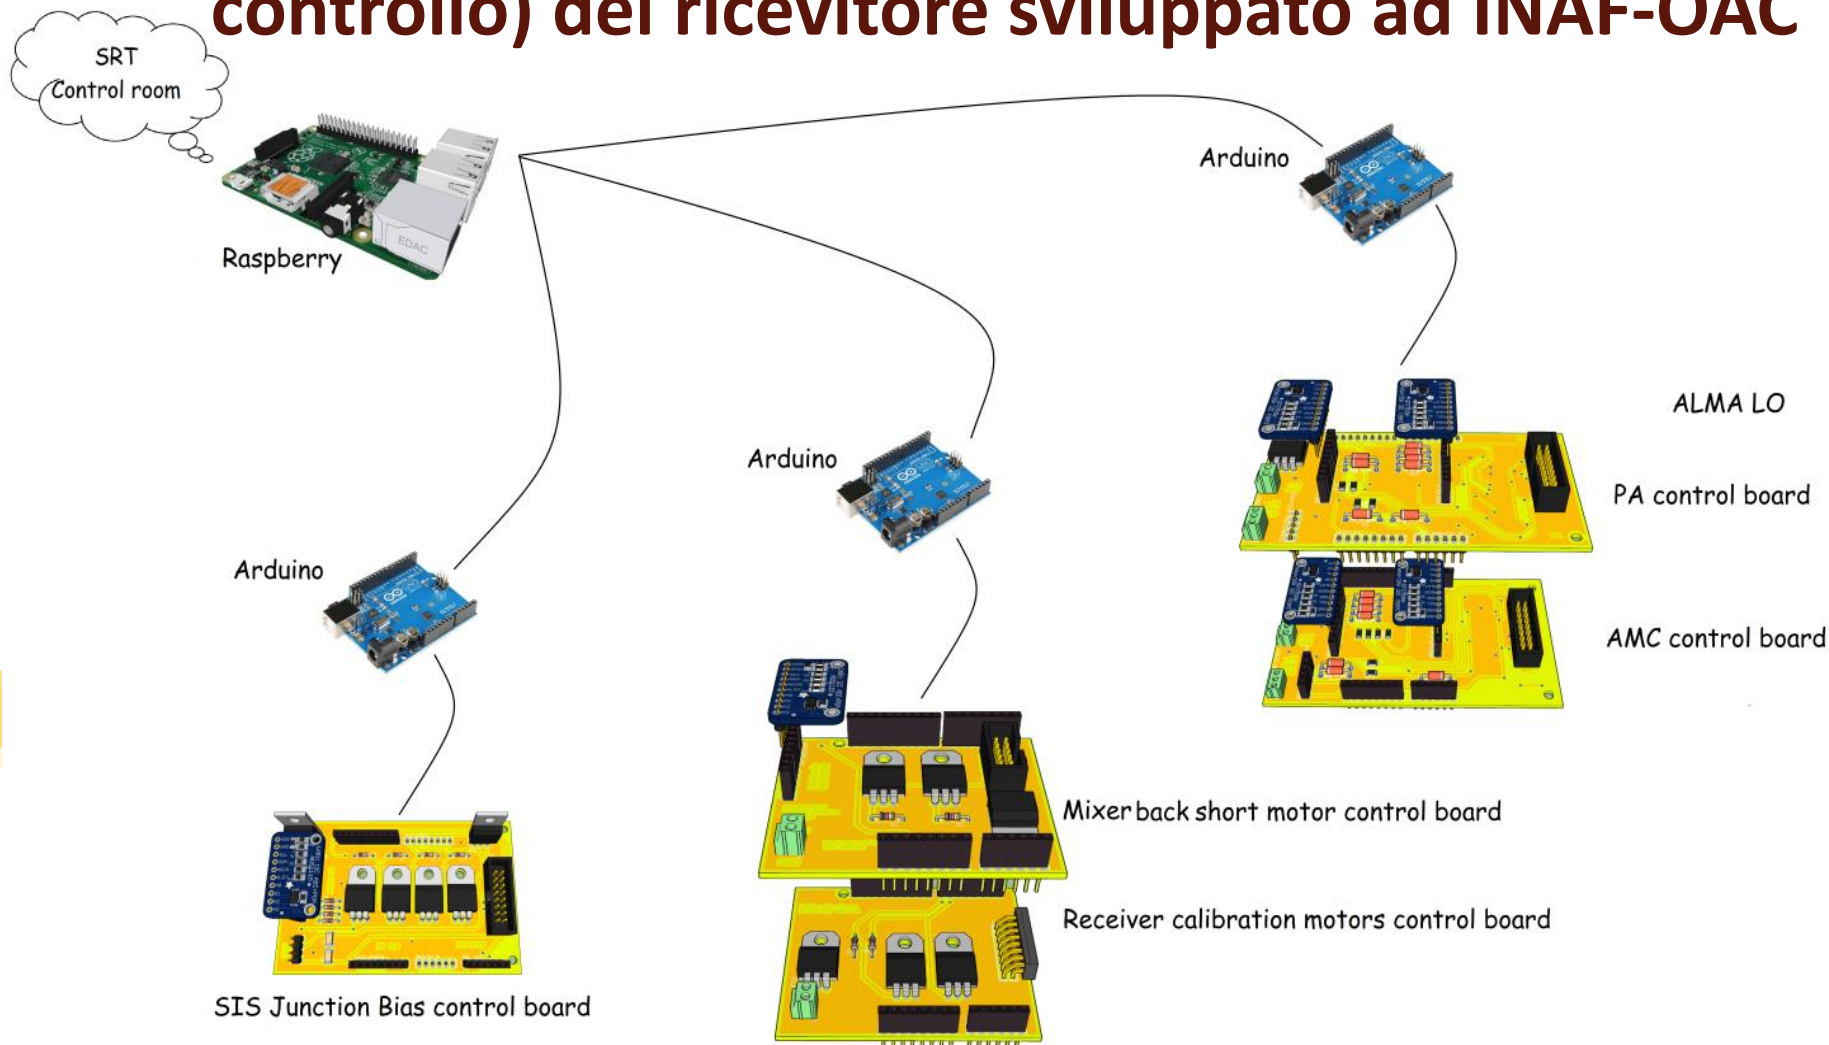 controllo) del ricevitore sviluppato ad INAF-OAC
SRT
Control room
Raspberry
EDAC
Arduino
Arduino
Arduino
ALMA LO
PA control board
AMC control board
Mixer back short motor control board
Receiver calibration motors control board
SIS Junction Bias control board